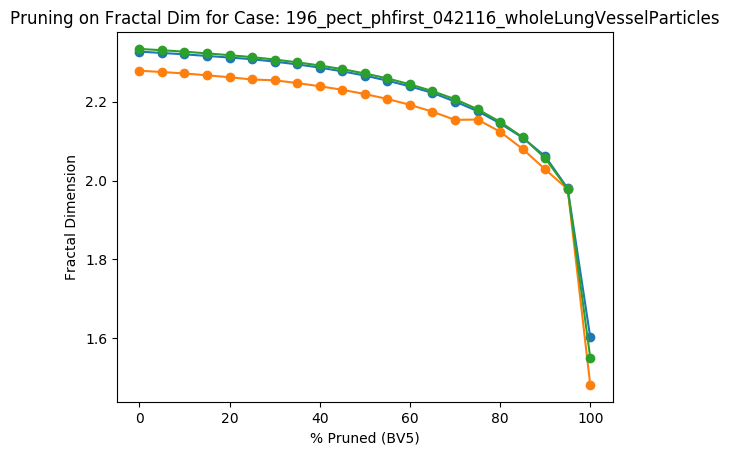 Pruning on Fractal Dim for Case: 196_pect_phfirst_042116_wholeLungVesselParticles
Fractal Dimension
2.2
2.0
1.8
1.6
0 20 40 60 80 100
% Pruned (BV5)